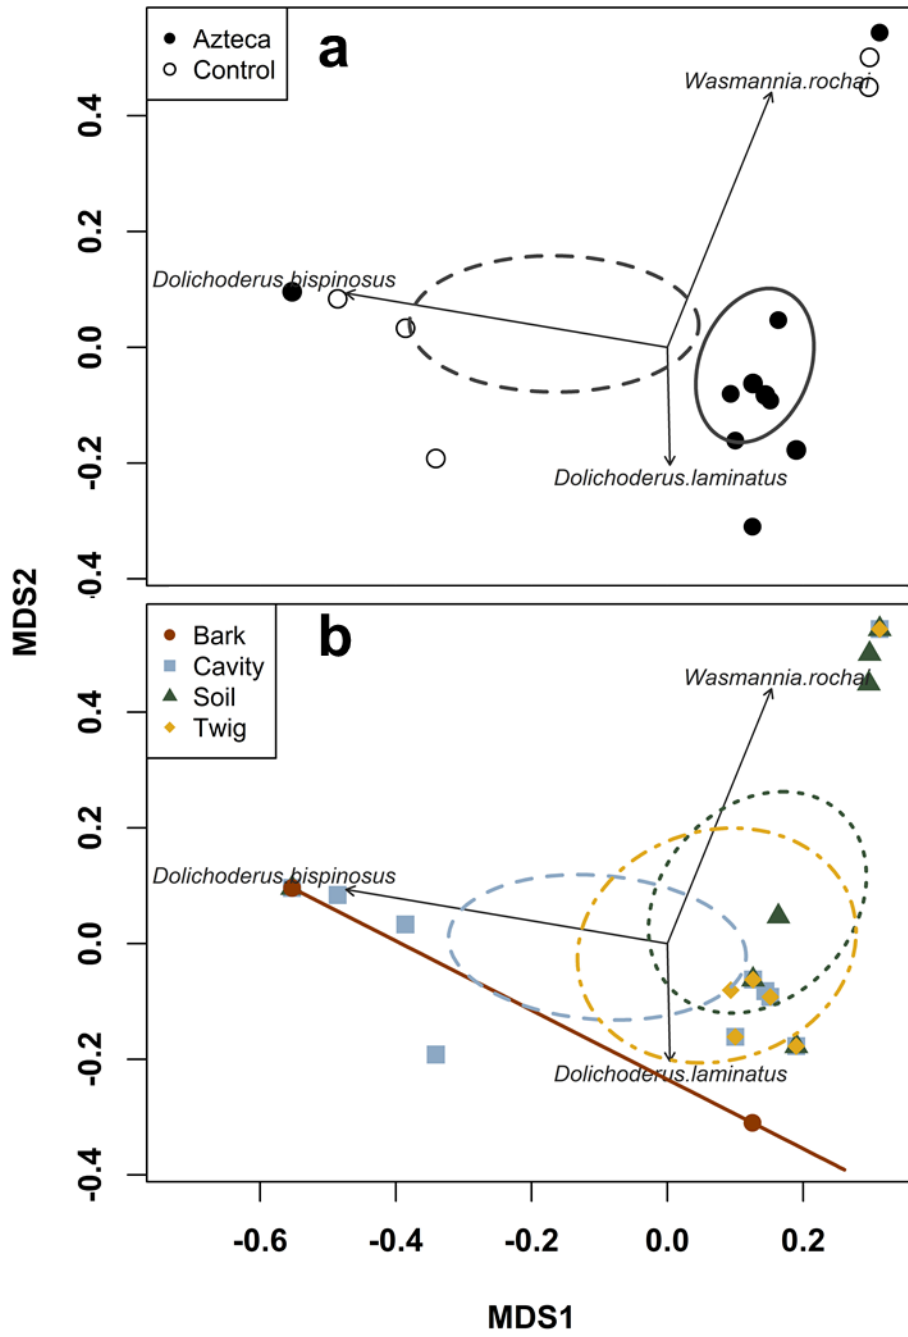 Azteca
Control
a
Wasmannia.rochai
Dolichoderus.bispinosus
Dolichoderus.laminatus
0.4
0.2
0.0
-0.2
-0.4
MDS2
Bark
Cavity
Soil
Twig
b
Wasmannia.rochai
Dolichoderus.bispinosus
Dolichoderus.laminatus
0.4
0.2
0.0
-0.2
-0.4
-0.6 -0.4 -0.2 0.0 0.2
MDS1